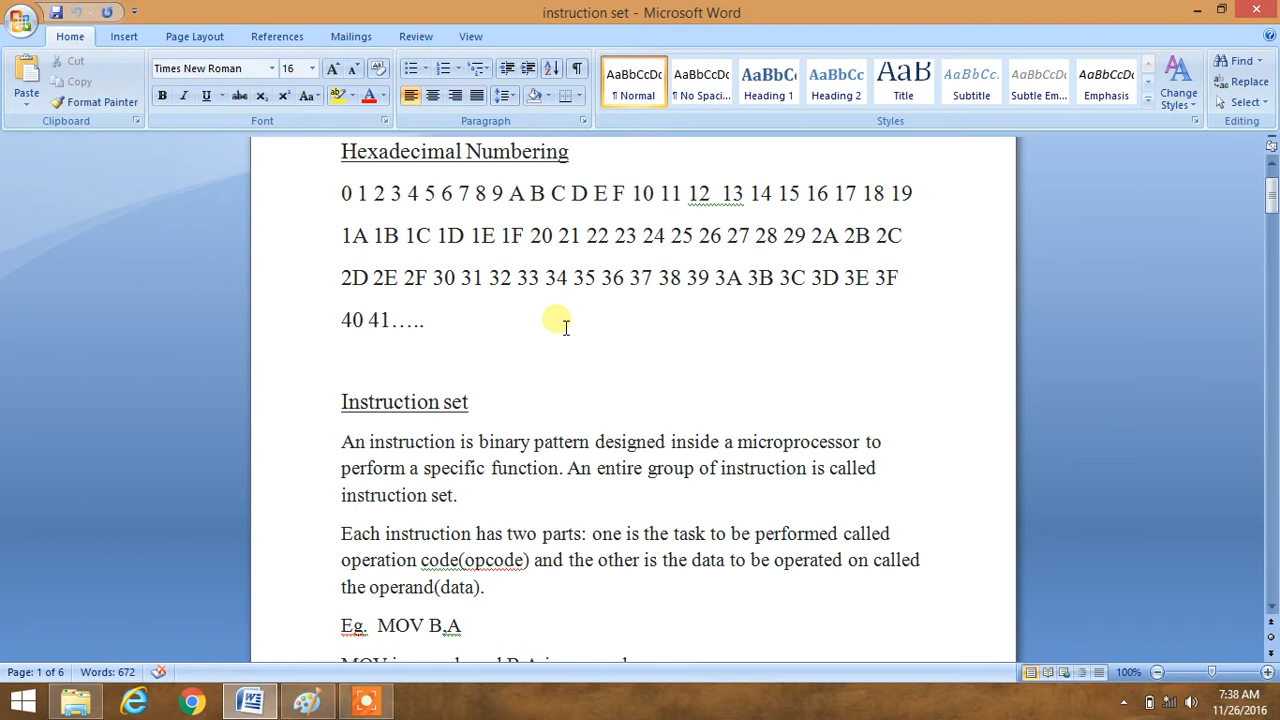 instruction set - Microsoft Word
Home Insert Page Layout References Mailings Review View
Paste
Cut
Copy
Format Painter
Clipboard
Times New Roman 16
Font
Paragraph
AaBbCcDc AaBbCcDc AaBbC AaBbCc AaB AaBbCc. AaBbCcDc AaBbCcDc
¶ Normal ¶ No Spaci... Heading 1 Heading 2 Title Subtitle Subtle Em... Emphasis
Change Styles
Styles
Find
Replace
Select
Editing
Hexadecimal Numbering
0 1 2 3 4 5 6 7 8 9 A B C D E F 10 11 12 13 14 15 16 17 18 19
1A 1B 1C 1D 1E 1F 20 21 22 23 24 25 26 27 28 29 2A 2B 2C
2D 2E 2F 30 31 32 33 34 35 36 37 38 39 3A 3B 3C 3D 3E 3F
40 41…..
Instruction set
An instruction is binary pattern designed inside a microprocessor to
perform a specific function. An entire group of instruction is called
instruction set.
Each instruction has two parts: one is the task to be performed called
operation code(opcode) and the other is the data to be operated on called
the operand(data).
Eg. MOV B,A
Page: 1 of 6 Words: 672 100%
7:38 AM
11/26/2016